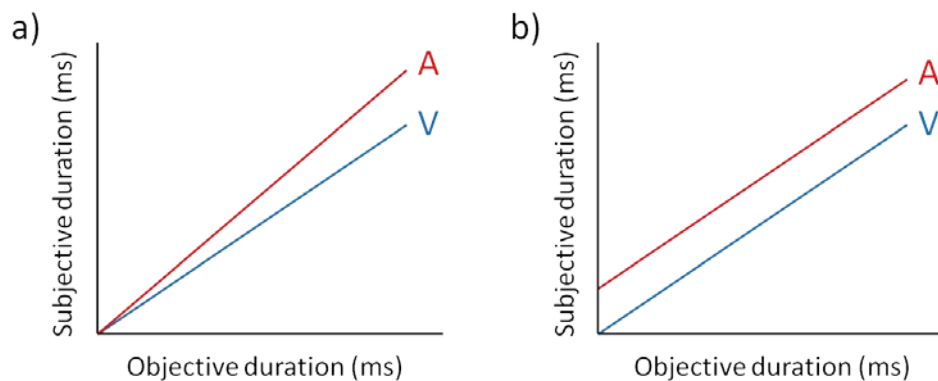 a)
Subjective duration (ms)
A
V
Objective duration (ms)
b)
Subjective duration (ms)
A
V
Objective duration (ms)